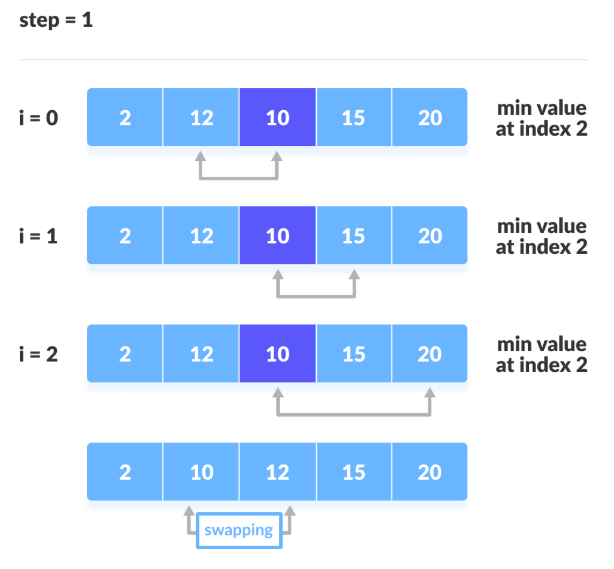 step = 1
i = 0 2 12 10 15 20 min value
at index 2
i = 1 2 12 10 15 20 min value
at index 2
i = 2 2 12 10 15 20 min value
at index 2
2 10 12 15 20
swapping